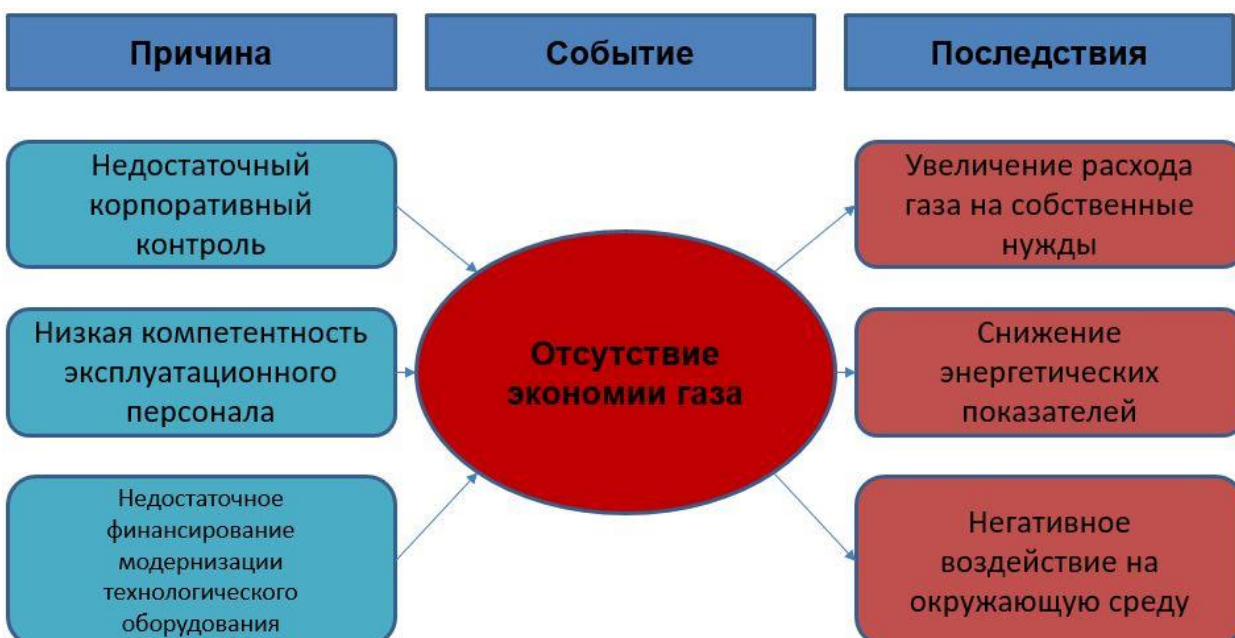 Причина
Событие
Последствия
Недостаточный
корпоративный
контроль
Низкая компетентность
эксплуатационного
персонала
Недостаточное
финансирование
модернизации
технологического
оборудования
Отсутствие
экономии газа
Увеличение расхода
газа на собственные
нужды
Снижение
энергетических
показателей
Негативное
воздействие на
окружающую среду